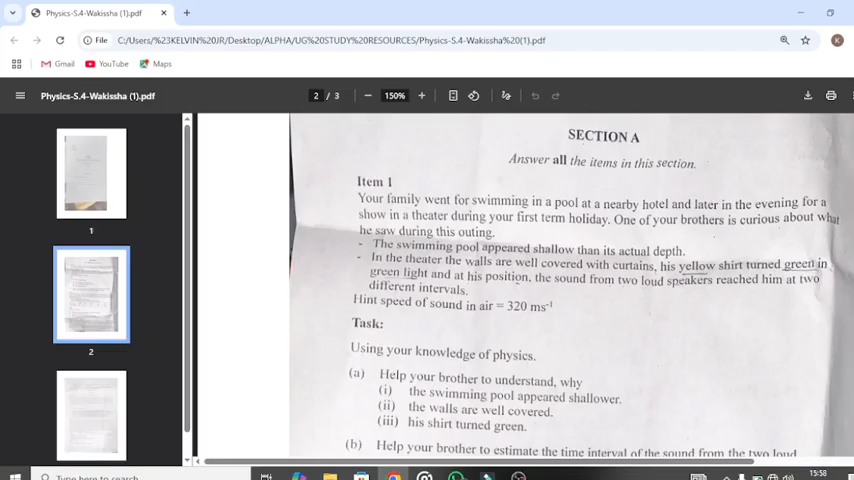 Physics-S.4-Wakissha (1).pdf
File C:/Users/%23KELVIN%20JR/Desktop/ALPHA/UG%20STUDY%20RESOURCES/Physics-S.4-Wakissha%20(1).pdf
K
Gmail YouTube Maps
Physics-S.4-Wakissha (1).pdf 2 / 3 150%
1
2
SECTION A
Answer all the items in this section.
Item 1
Your family went for swimming in a pool at a nearby hotel and later in the evening for a
show in a theater during your first term holiday. One of your brothers is curious about what
he saw during this outing.
- The swimming pool appeared shallow than its actual depth.
- In the theater the walls are well covered with curtains, his yellow shirt turned green in
green light and at his position, the sound from two loud speakers reached him at two
different intervals.
Hint speed of sound in air = 320 ms⁻¹
Task:
Using your knowledge of physics.
(a) Help your brother to understand, why
(i) the swimming pool appeared shallower.
(ii) the walls are well covered.
(iii) his shirt turned green.
(b) Help your brother to estimate the time interval of the sound from the two loud
Type here to search
15:58